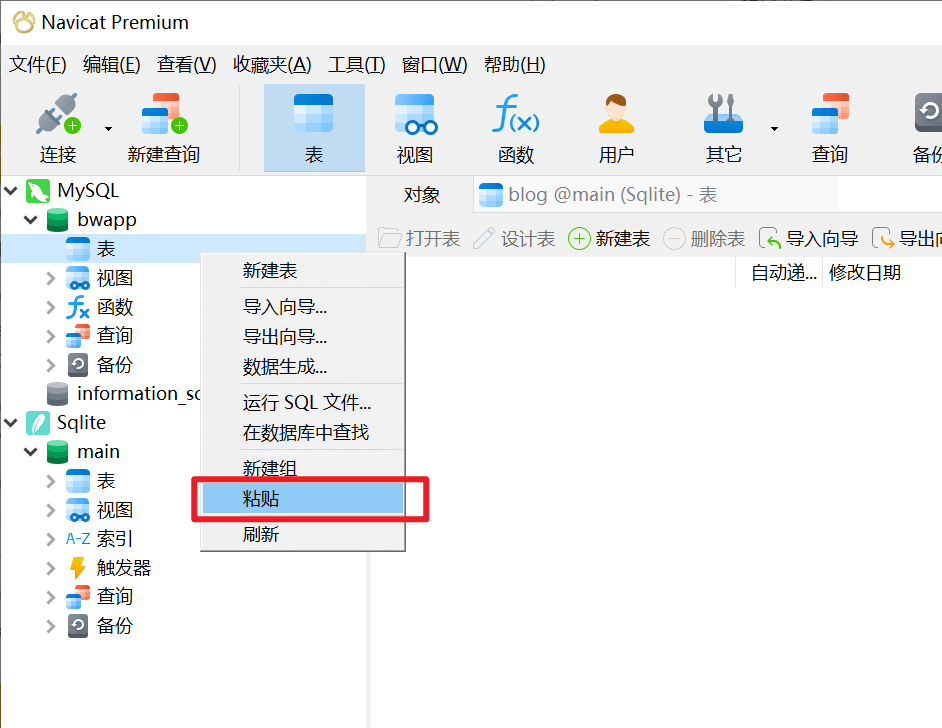 Navicat Premium
文件(F) 编辑(E) 查看(V) 收藏夹(A) 工具(T) 窗口(W) 帮助(H)
连接 新建查询 表 视图 函数 用户 其它 查询 备份
MySQL
bwapp
表
视图
函数
查询
备份
information_sc
Sqlite
main
表
视图
A-Z 索引
触发器
查询
备份
对象 blog @main (Sqlite) - 表
打开表 设计表 新建表 删除表 导入向导 导出向
自动递... 修改日期
新建表
导入向导...
导出向导...
数据生成...
运行 SQL 文件...
在数据库中查找
新建组
粘贴
刷新